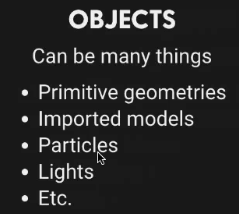 OBJECTS
Can be many things
• Primitive geometries
• Imported models
• Particles
• Lights
• Etc.